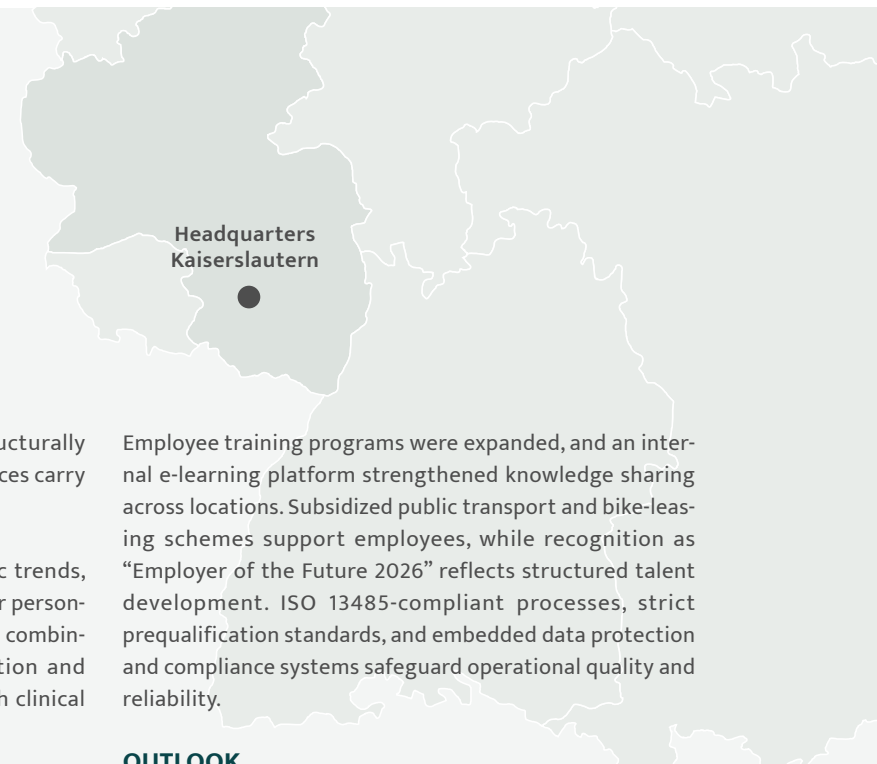 Headquarters
Kaiserslautern
ucturally
ces carry
c trends,
r person-
combin-
tion and
h clinical
Employee training programs were expanded, and an inter-
nal e-learning platform strengthened knowledge sharing
across locations. Subsidized public transport and bike-leas-
ing schemes support employees, while recognition as
“Employer of the Future 2026” reflects structured talent
development. ISO 13485-compliant processes, strict
prequalification standards, and embedded data protection
and compliance systems safeguard operational quality and
reliability.
OUTLOOK